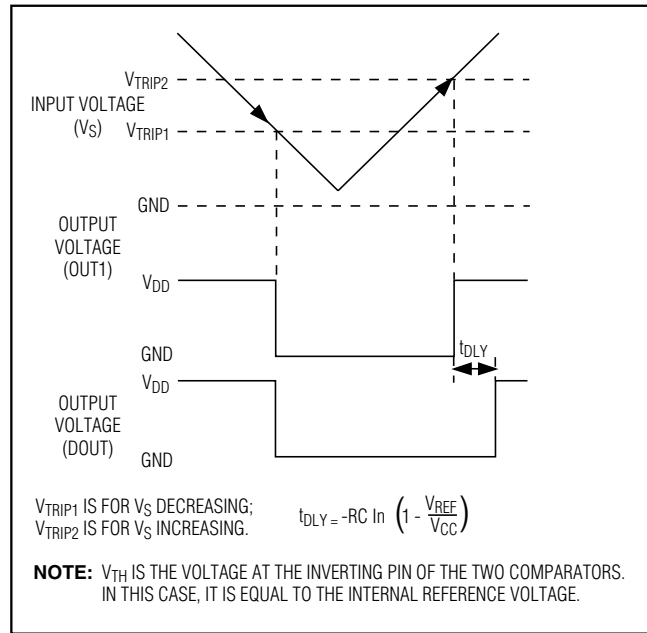 VTRIP2
INPUT VOLTAGE
(VS)
VTRIP1
GND
OUTPUT
VOLTAGE
(OUT1)
VDD
GND
tDLY
VDD
OUTPUT
VOLTAGE
(DOUT)
GND
VTRIP1 IS FOR VS DECREASING;
VTRIP2 IS FOR VS INCREASING.
tDLY = -RC ln (1 - VREF/VCC)
NOTE: VTH IS THE VOLTAGE AT THE INVERTING PIN OF THE TWO COMPARATORS.
IN THIS CASE, IT IS EQUAL TO THE INTERNAL REFERENCE VOLTAGE.